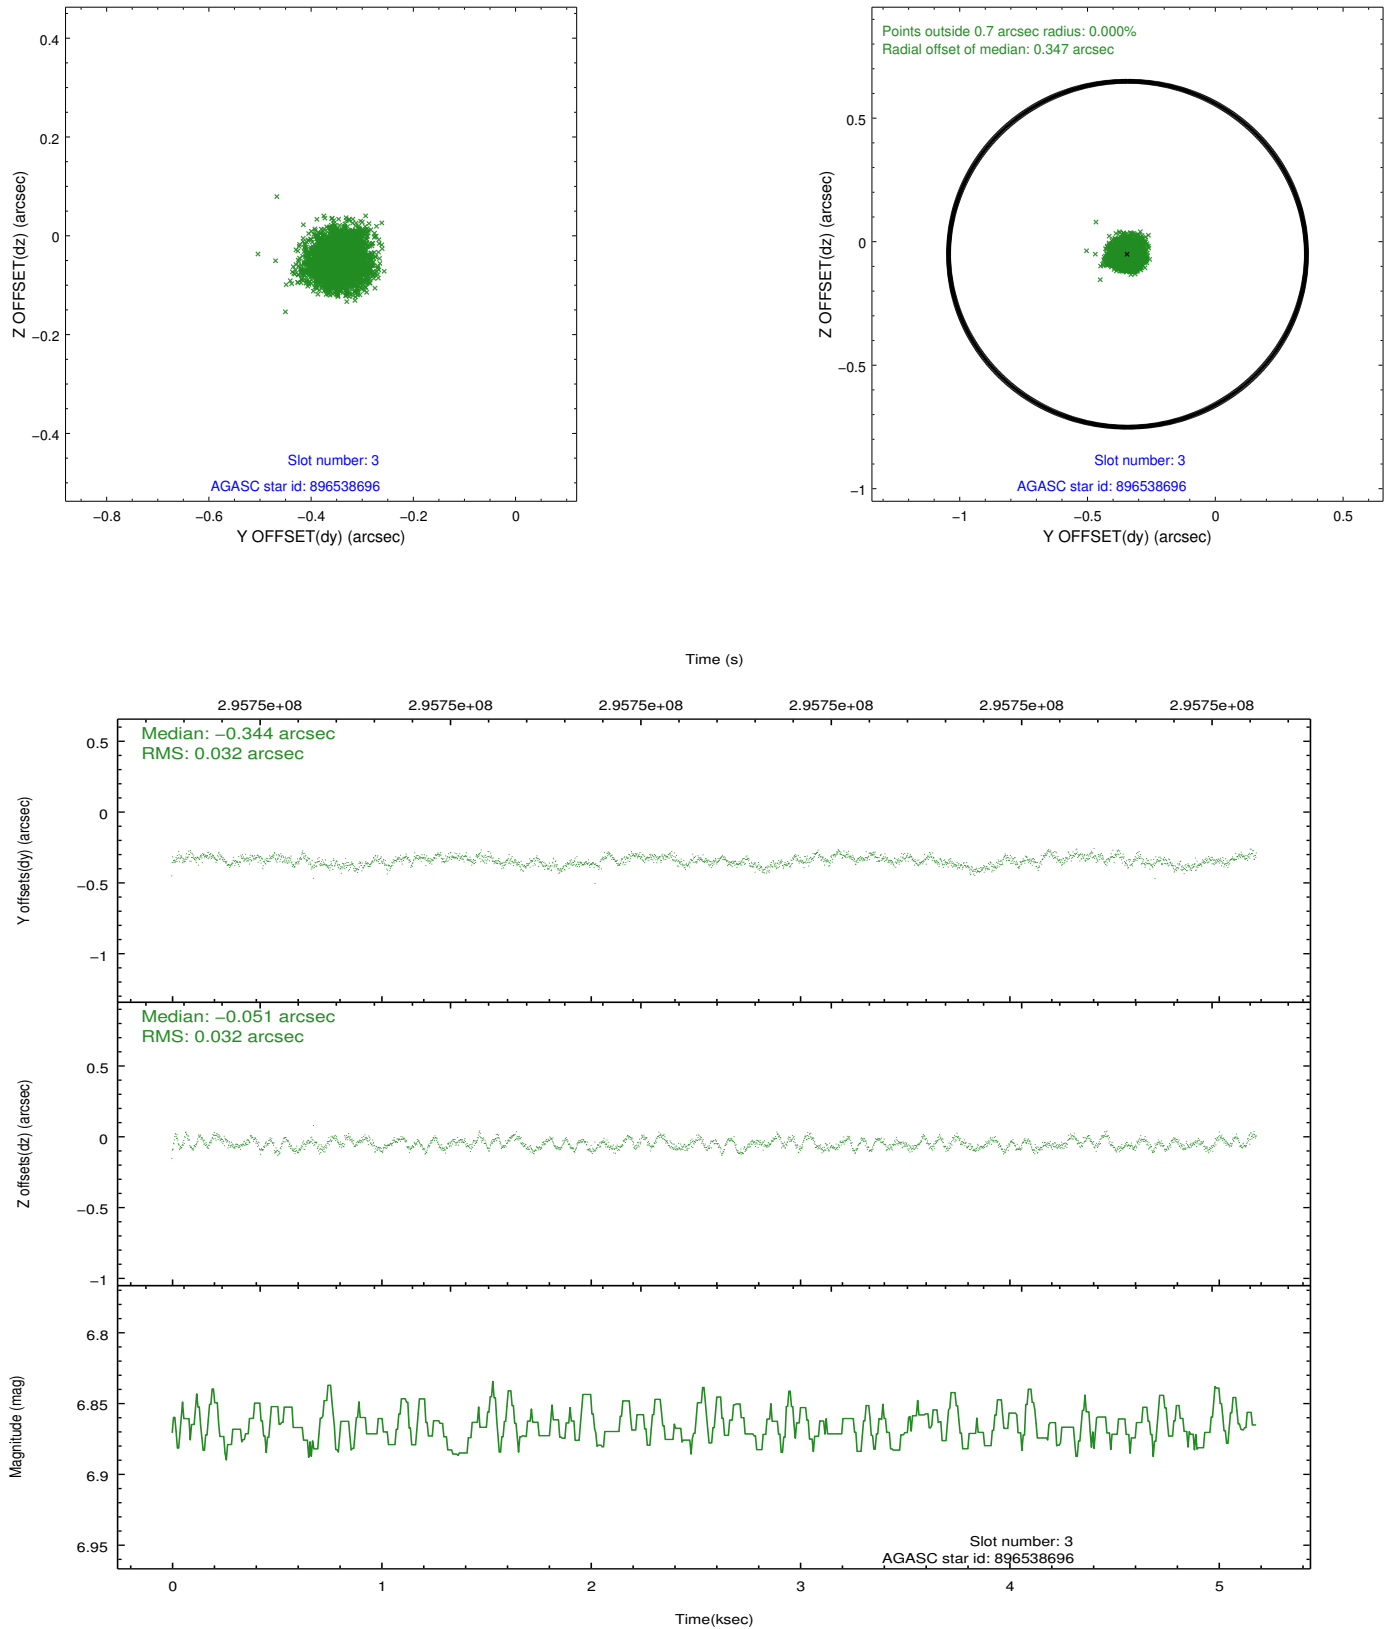 0.4
0.2
0
−0.2
−0.4
Z OFFSET(dz) (arcsec)
Slot number: 3
AGASC star id: 896538696
−0.8 −0.6 −0.4 −0.2 0
Y OFFSET(dy) (arcsec)
Points outside 0.7 arcsec radius: 0.000%
Radial offset of median: 0.347 arcsec
0.5
0
−0.5
−1
Z OFFSET(dz) (arcsec)
Slot number: 3
AGASC star id: 896538696
−1 −0.5 0 0.5
Y OFFSET(dy) (arcsec)
Time (s)
2.9575e+08 2.9575e+08 2.9575e+08 2.9575e+08 2.9575e+08 2.9575e+08
Median: −0.344 arcsec
RMS: 0.032 arcsec
0.5
0
−0.5
−1
Y offsets(dy) (arcsec)
Median: −0.051 arcsec
RMS: 0.032 arcsec
0.5
0
−0.5
−1
Z offsets(dz) (arcsec)
6.8
6.85
6.9
6.95
Magnitude (mag)
Slot number: 3
AGASC star id: 896538696
0 1 2 3 4 5
Time(ksec)